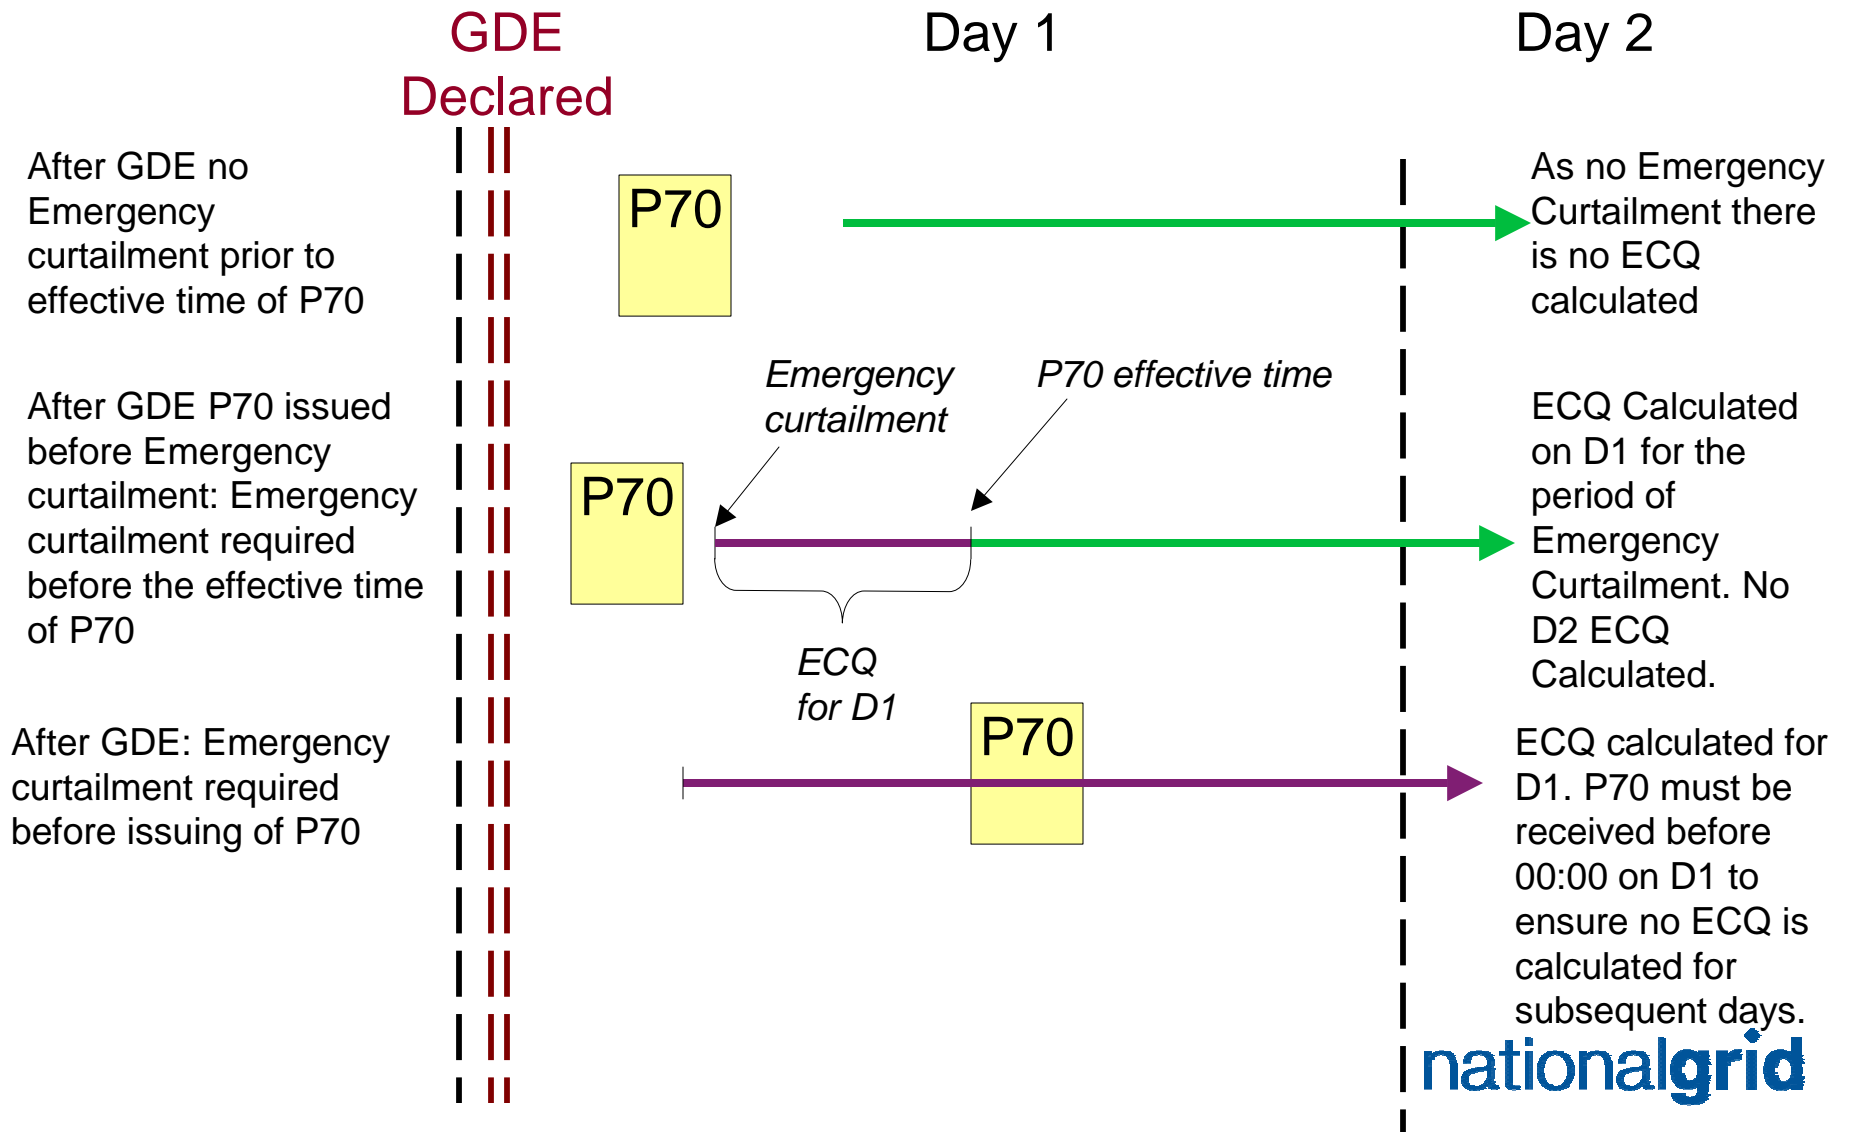 GDE
Declared
Day 1
Day 2
After GDE no
Emergency
curtailment prior to
effective time of P70
P70
As no Emergency
Curtailment there
is no ECQ
calculated
After GDE P70 issued
before Emergency
curtailment: Emergency
curtailment required
before the effective time
of P70
P70
Emergency
curtailment
P70 effective time
ECQ
for D1
ECQ Calculated
on D1 for the
period of
Emergency
Curtailment. No
D2 ECQ
Calculated.
After GDE: Emergency
curtailment required
before issuing of P70
P70
ECQ calculated for
D1. P70 must be
received before
00:00 on D1 to
ensure no ECQ is
calculated for
subsequent days.
nationalgrid